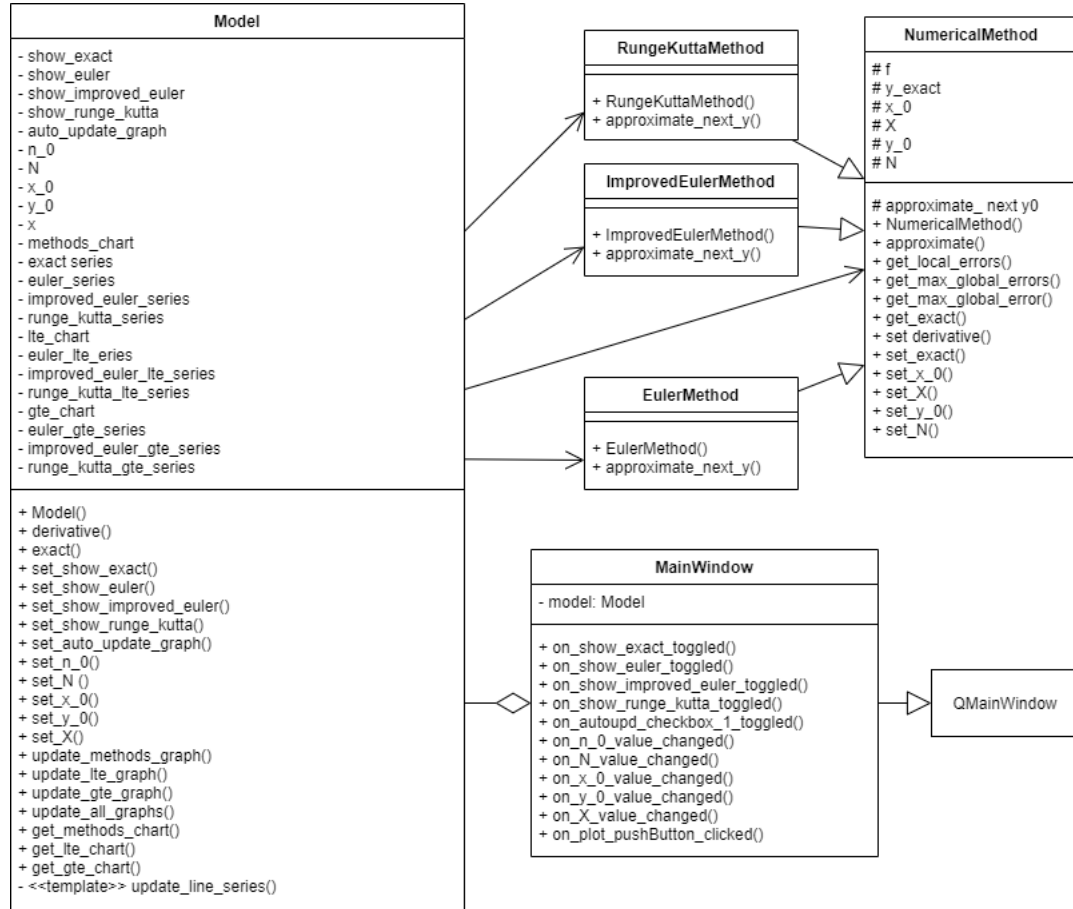 Model
- show_exact
- show_euler
- show_improved_euler
- show_runge_kutta
- auto_update_graph
- n_0
- N
- x_0
- y_0
- x
- methods_chart
- exact series
- euler_series
- improved_euler_series
- runge_kutta_series
- lte_chart
- euler_lte_eries
- improved_euler_lte_series
- runge_kutta_lte_series
- gte_chart
- euler_gte_series
- improved_euler_gte_series
- runge_kutta_gte_series
+ Model()
+ derivative()
+ exact()
+ set_show_exact()
+ set_show_euler()
+ set_show_improved_euler()
+ set_show_runge_kutta()
+ set_auto_update_graph()
+ set_n_0()
+ set_N ()
+ set_x_0()
+ set_y_0()
+ set_X()
+ update_methods_graph()
+ update_lte_graph()
+ update_gte_graph()
+ update_all_graphs()
+ get_methods_chart()
+ get_lte_chart()
+ get_gte_chart()
- <<template>> update_line_series()
RungeKuttaMethod
+ RungeKuttaMethod()
+ approximate_next_y()
ImprovedEulerMethod
+ ImprovedEulerMethod()
+ approximate_next_y()
EulerMethod
+ EulerMethod()
+ approximate_next_y()
NumericalMethod
# f
# y_exact
# x_0
# X
# y_0
# N
# approximate_ next y0
+ NumericalMethod()
+ approximate()
+ get_local_errors()
+ get_max_global_errors()
+ get_max_global_error()
+ get_exact()
+ set derivative()
+ set_exact()
+ set_x_0()
+ set_X()
+ set_y_0()
+ set_N()
MainWindow
- model: Model
+ on_show_exact_toggled()
+ on_show_euler_toggled()
+ on_show_improved_euler_toggled()
+ on_show_runge_kutta_toggled()
+ on_autoupd_checkbox_1_toggled()
+ on_n_0_value_changed()
+ on_N_value_changed()
+ on_x_0_value_changed()
+ on_y_0_value_changed()
+ on_X_value_changed()
+ on_plot_pushButton_clicked()
QMainWindow